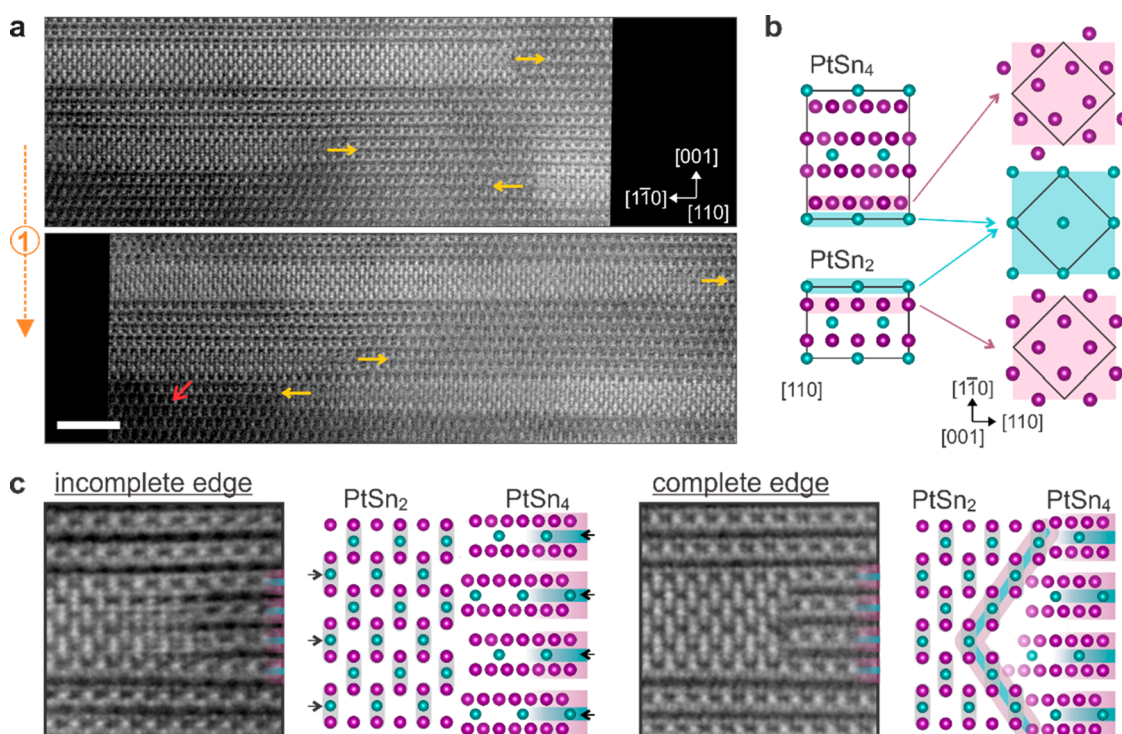 a
b
[001]
[11̄0]
[110]
1
PtSn4
PtSn2
[110]
[11̄0]
[110]
[001]
c
incomplete edge
PtSn2
PtSn4
complete edge
PtSn2
PtSn4